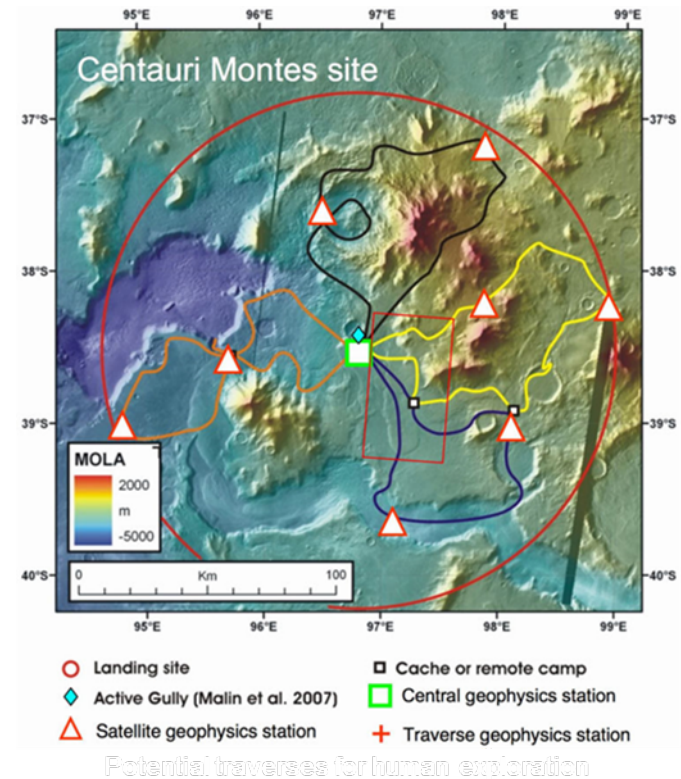 95°E 96°E 97°E 98°E 99°E
Centauri Montes site
37°S 37°S
38°S 38°S
39°S 39°S
MOLA
2000
m
-5000
40°S 40°S
0 Km 100
95°E 96°E 97°E 98°E 99°E
Landing site
Cache or remote camp
Active Gully (Malin et al. 2007)
Central geophysics station
Satellite geophysics station
Traverse geophysics station
Potential traverses for human exploration